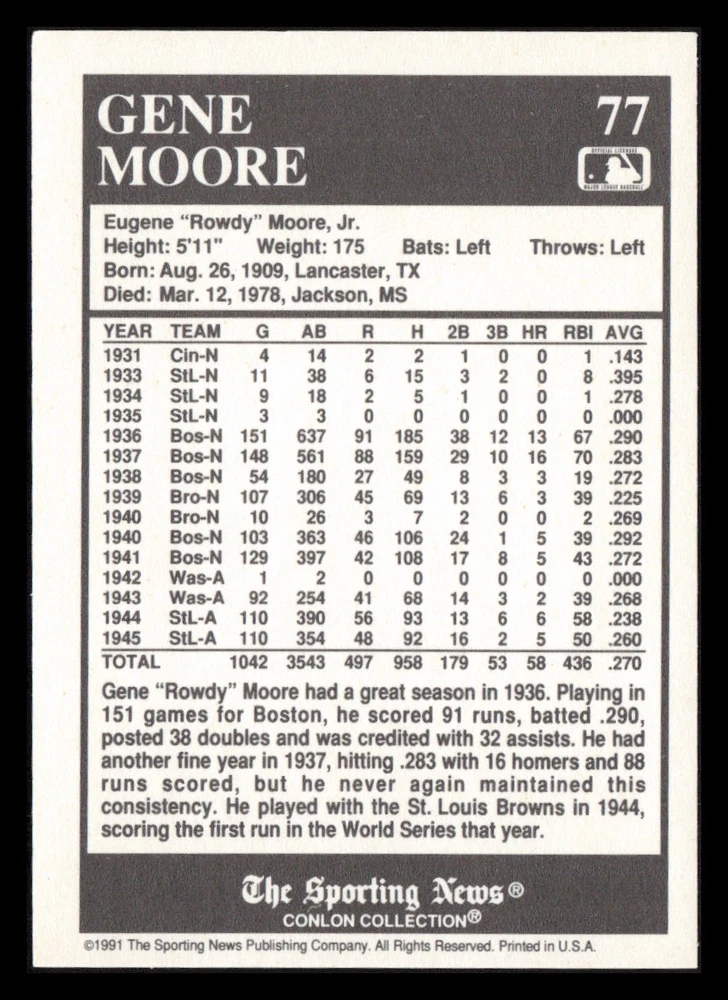 GENE
MOORE
77
OFFICIAL LICENSEE
MAJOR LEAGUE BASEBALL
Eugene “Rowdy” Moore, Jr.
Height: 5'11" Weight: 175 Bats: Left Throws: Left
Born: Aug. 26, 1909, Lancaster, TX
Died: Mar. 12, 1978, Jackson, MS
YEAR TEAM G AB R H 2B 3B HR RBI AVG
1931 Cin-N 4 14 2 2 1 0 0 1 .143
1933 StL-N 11 38 6 15 3 2 0 8 .395
1934 StL-N 9 18 2 5 1 0 0 1 .278
1935 StL-N 3 3 0 0 0 0 0 0 .000
1936 Bos-N 151 637 91 185 38 12 13 67 .290
1937 Bos-N 148 561 88 159 29 10 16 70 .283
1938 Bos-N 54 180 27 49 8 3 3 19 .272
1939 Bro-N 107 306 45 69 13 6 3 39 .225
1940 Bro-N 10 26 3 7 2 0 0 2 .269
1940 Bos-N 103 363 46 106 24 1 5 39 .292
1941 Bos-N 129 397 42 108 17 8 5 43 .272
1942 Was-A 1 2 0 0 0 0 0 0 .000
1943 Was-A 92 254 41 68 14 3 2 39 .268
1944 StL-A 110 390 56 93 13 6 6 58 .238
1945 StL-A 110 354 48 92 16 2 5 50 .260
TOTAL 1042 3543 497 958 179 53 58 436 .270
Gene “Rowdy” Moore had a great season in 1936. Playing in
151 games for Boston, he scored 91 runs, batted .290,
posted 38 doubles and was credited with 32 assists. He had
another fine year in 1937, hitting .283 with 16 homers and 88
runs scored, but he never again maintained this
consistency. He played with the St. Louis Browns in 1944,
scoring the first run in the World Series that year.
The Sporting News®
CONLON COLLECTION®
©1991 The Sporting News Publishing Company. All Rights Reserved. Printed in U.S.A.